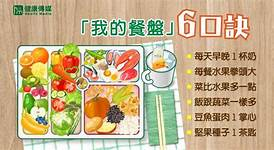 健康傳媒
「我的餐盤」6口訣
每天早晚1杯奶
每餐水果拳頭大
菜比水果多一點
飯跟蔬菜一樣多
豆魚蛋肉1掌心
堅果種子1茶匙